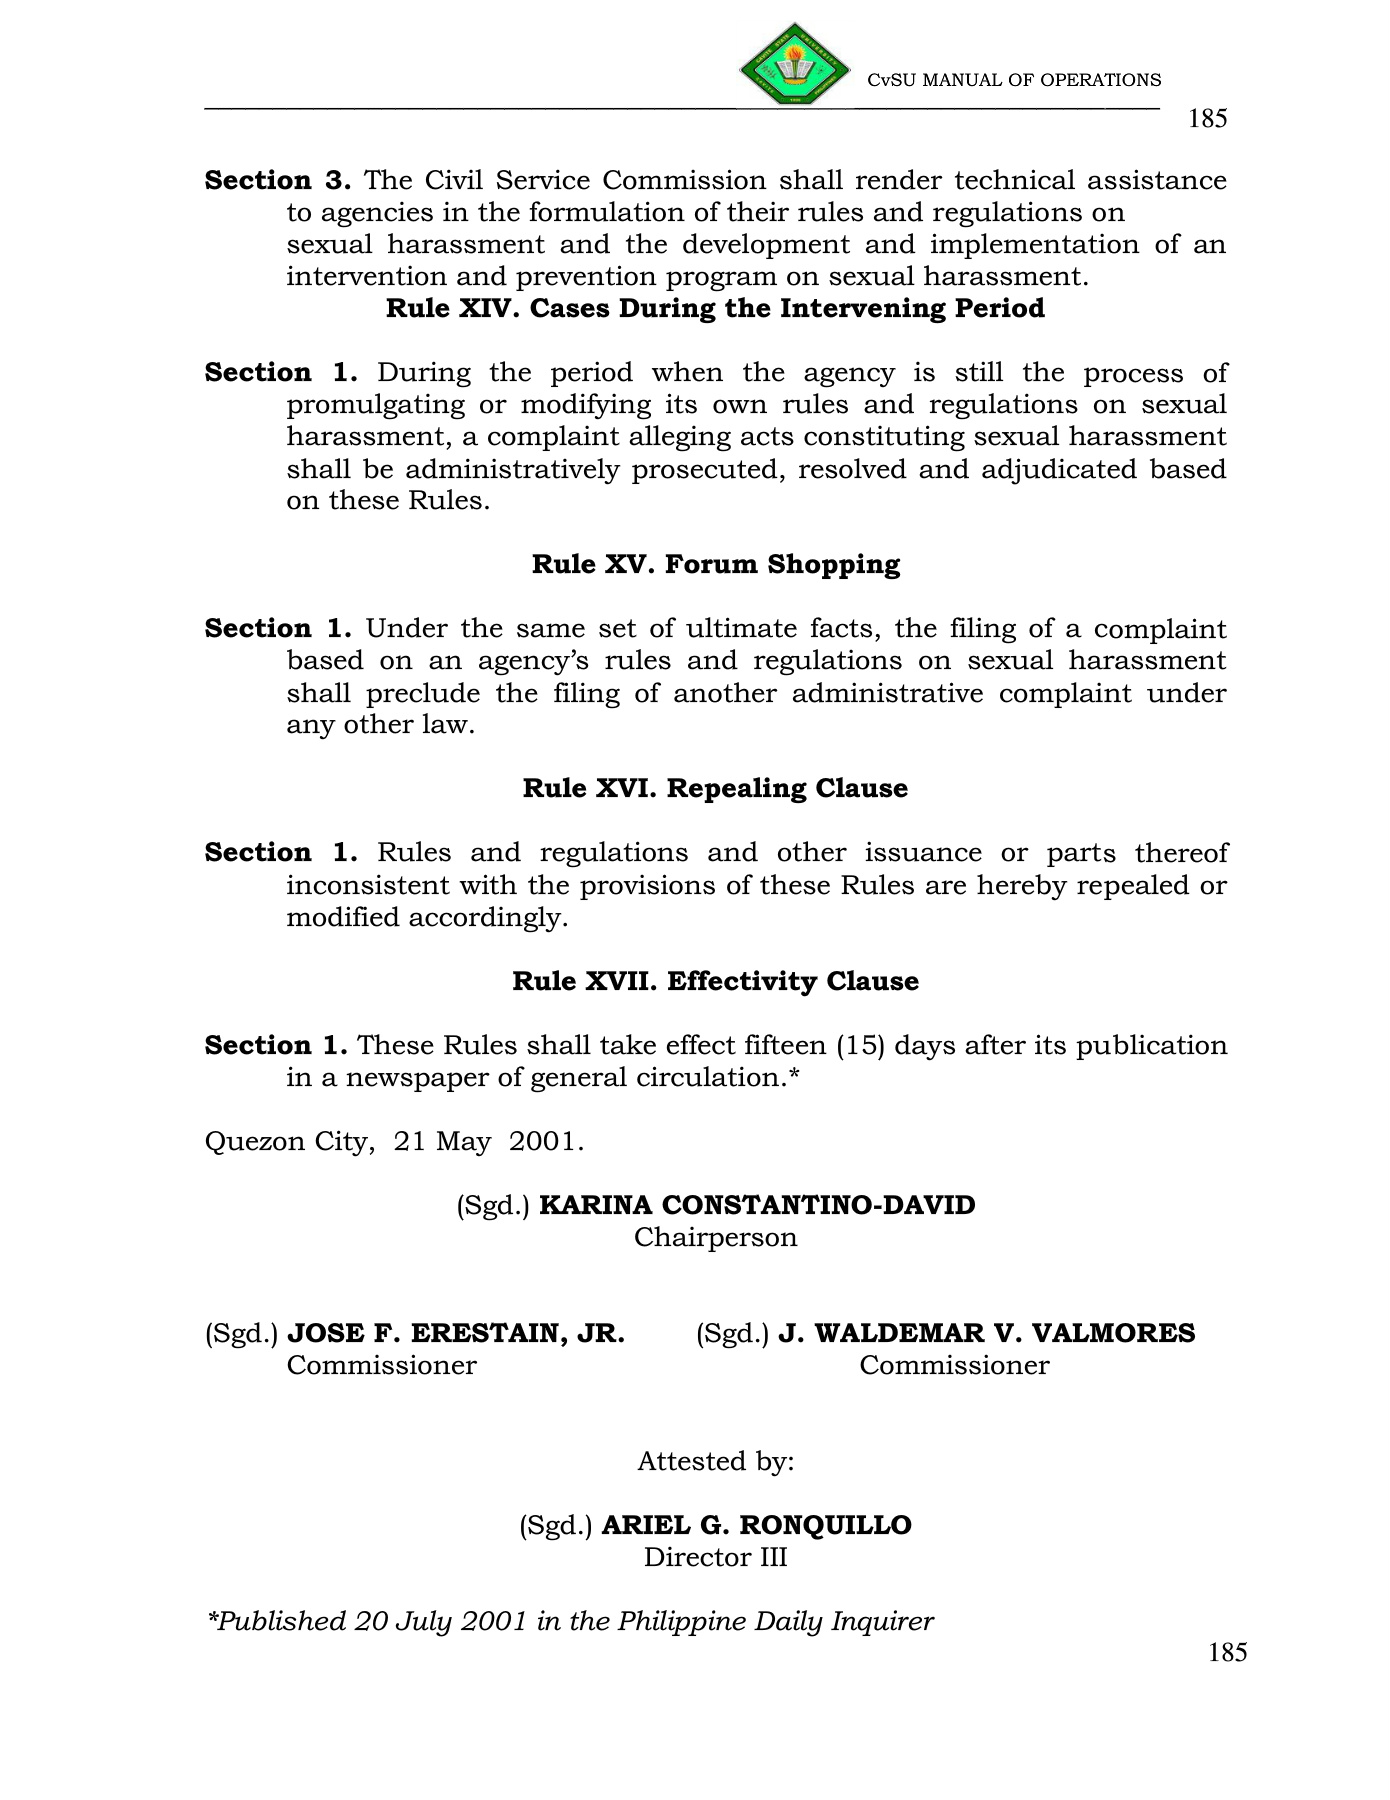 CvSU MANUAL OF OPERATIONS
185
Section 3. The Civil Service Commission shall render technical assistance
to agencies in the formulation of their rules and regulations on
sexual harassment and the development and implementation of an
intervention and prevention program on sexual harassment.
Rule XIV. Cases During the Intervening Period
Section 1. During the period when the agency is still the process of
promulgating or modifying its own rules and regulations on sexual
harassment, a complaint alleging acts constituting sexual harassment
shall be administratively prosecuted, resolved and adjudicated based
on these Rules.
Rule XV. Forum Shopping
Section 1. Under the same set of ultimate facts, the filing of a complaint
based on an agency’s rules and regulations on sexual harassment
shall preclude the filing of another administrative complaint under
any other law.
Rule XVI. Repealing Clause
Section 1. Rules and regulations and other issuance or parts thereof
inconsistent with the provisions of these Rules are hereby repealed or
modified accordingly.
Rule XVII. Effectivity Clause
Section 1. These Rules shall take effect fifteen (15) days after its publication
in a newspaper of general circulation.*
Quezon City, 21 May 2001.
(Sgd.) KARINA CONSTANTINO-DAVID
Chairperson
(Sgd.) JOSE F. ERESTAIN, JR. (Sgd.) J. WALDEMAR V. VALMORES
Commissioner Commissioner
Attested by:
(Sgd.) ARIEL G. RONQUILLO
Director III
*Published 20 July 2001 in the Philippine Daily Inquirer
185